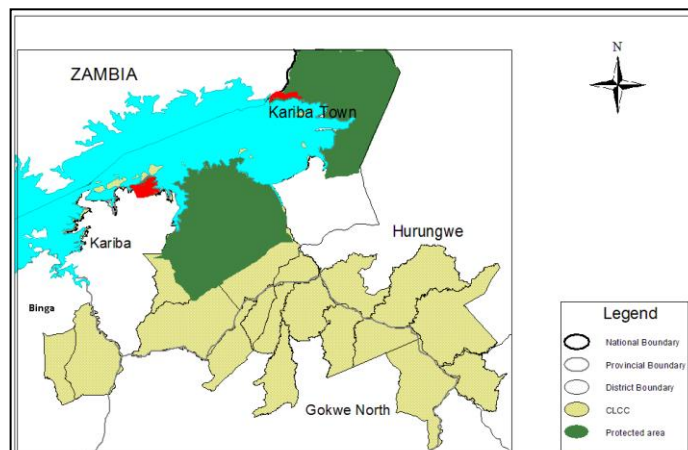 N
ZAMBIA
Kariba Town
Kariba
Hurungwe
Binga
Gokwe North
Legend
National Boundary
Provincial Boundary
District Boundary
CLCC
Protected area